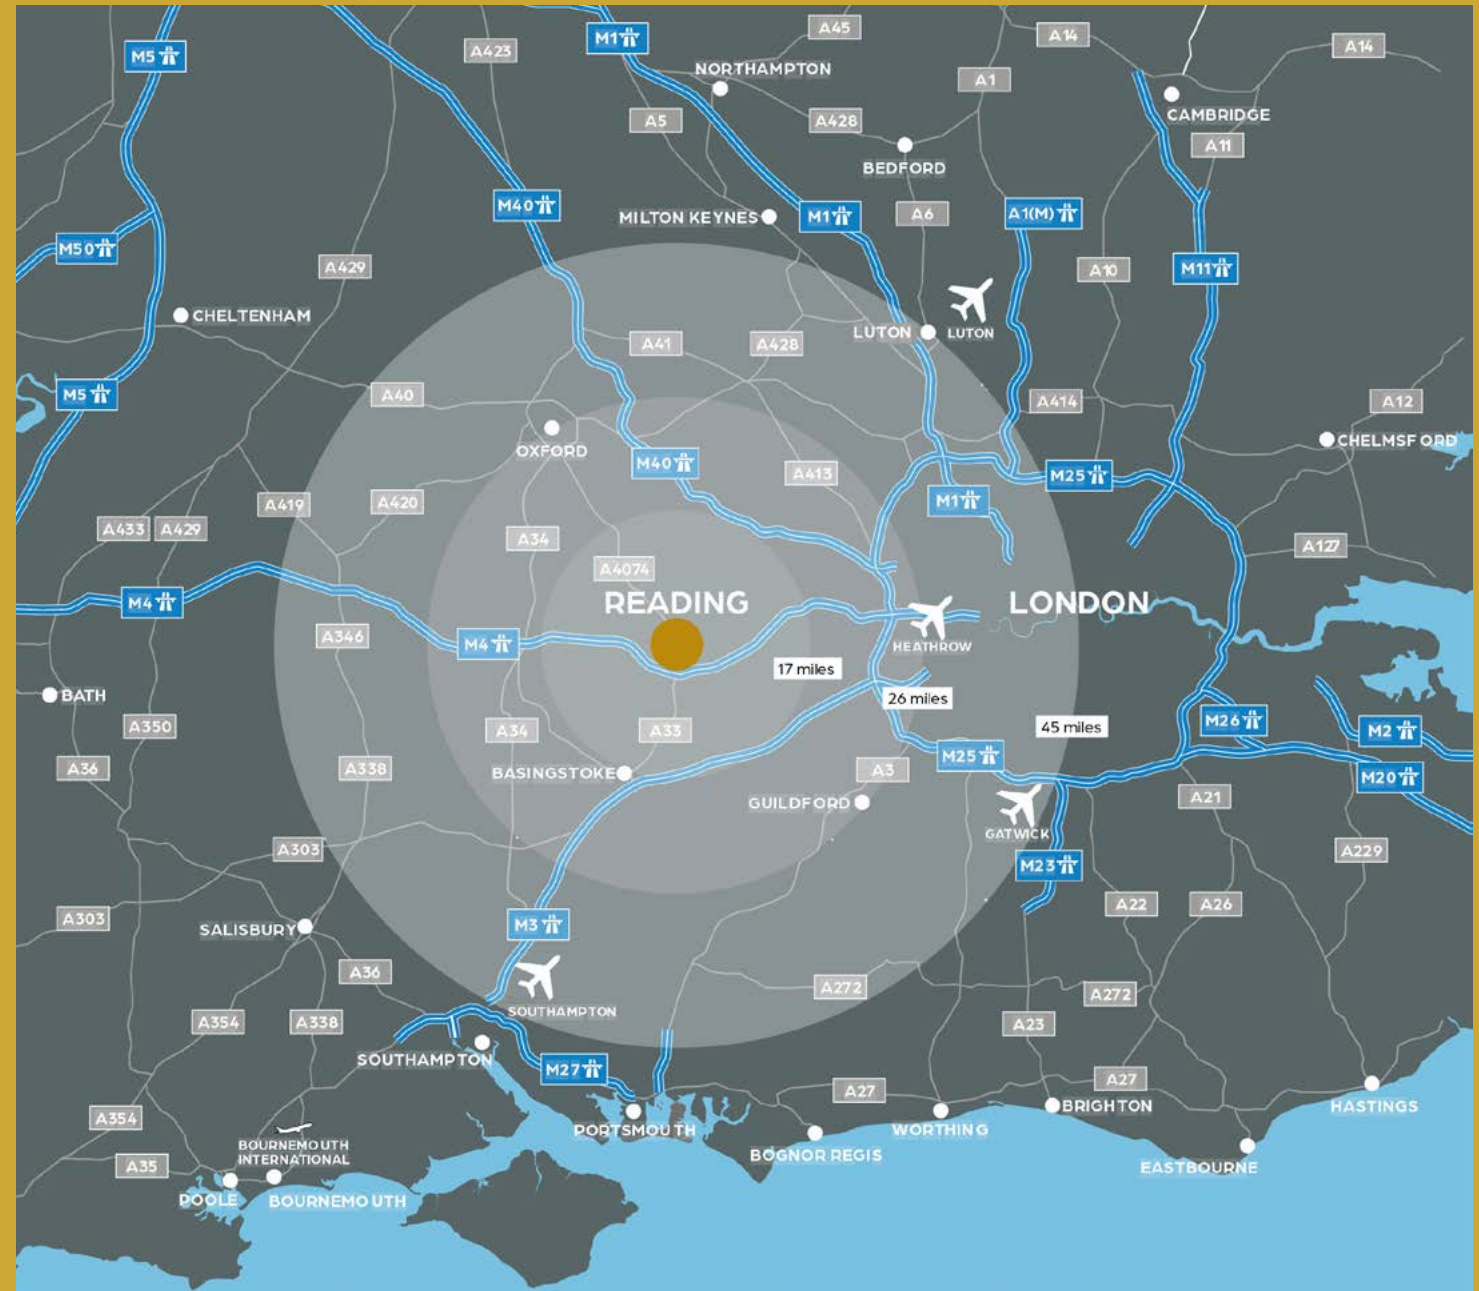 A45
A14
A14
M5
A423
M1
NORTHAMPTON
A1
CAMBRIDGE
A5
A428
A11
BEDFORD
M40
MILTON KEYNES
M1
A6
A1(M)
M50
A429
A10
M11
CHELTENHAM
LUTON
LUTON
A41
A428
M5
A40
A414
A12
OXFORD
CHELMSFORD
M40
A413
M25
A419
A420
M1
A433
A429
A34
A127
A4074
M4
READING
LONDON
A346
M4
HEATHROW
17 miles
BATH
26 miles
A350
A34
A33
45 miles
M26
M2
A36
A338
BASINGSTOKE
M25
A3
M20
GUILDFORD
A21
GATWICK
A303
M23
A229
A303
A22
A26
SALISBURY
M3
A36
A272
A272
SOUTHAMPTON
A354
A338
A23
SOUTHAMPTON
M27
A27
A27
A354
PORTSMOUTH
WORTHING
BRIGHTON
HASTINGS
BOURNEMOUTH
INTERNATIONAL
BOGNOR REGIS
A35
EASTBOURNE
POOLE
BOURNEMOUTH